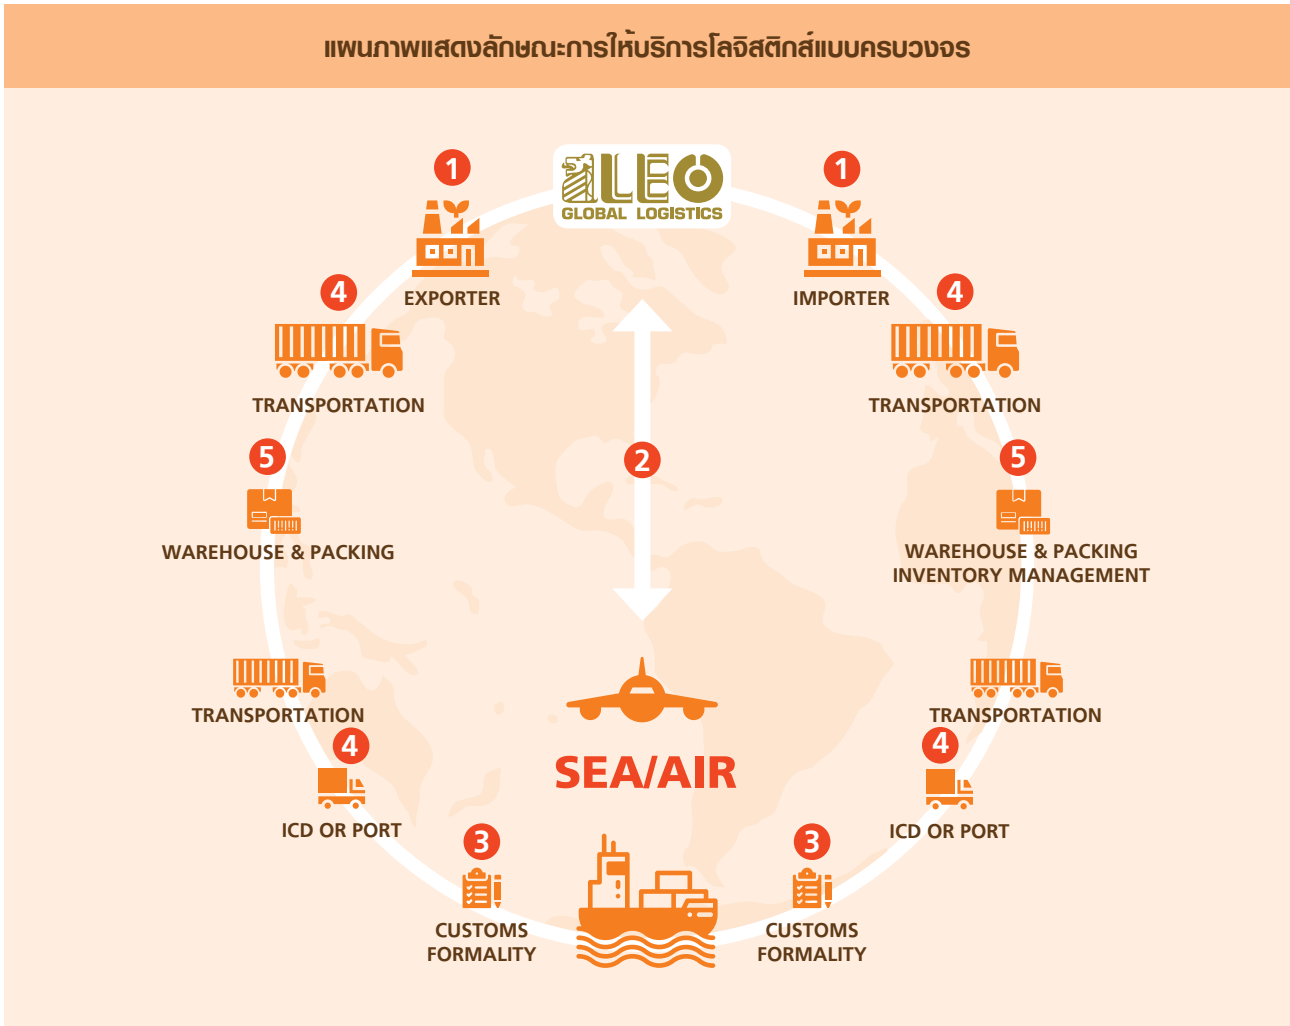 แผนภาพแสดงลักษณะการให้บริการโลจิสติกส์แบบครบวงจร
LEO
GLOBAL LOGISTICS
1
EXPORTER
1
IMPORTER
4
TRANSPORTATION
4
TRANSPORTATION
2
5
WAREHOUSE & PACKING
5
WAREHOUSE & PACKING
INVENTORY MANAGEMENT
TRANSPORTATION
TRANSPORTATION
4
ICD OR PORT
4
ICD OR PORT
SEA/AIR
3
CUSTOMS
FORMALITY
3
CUSTOMS
FORMALITY